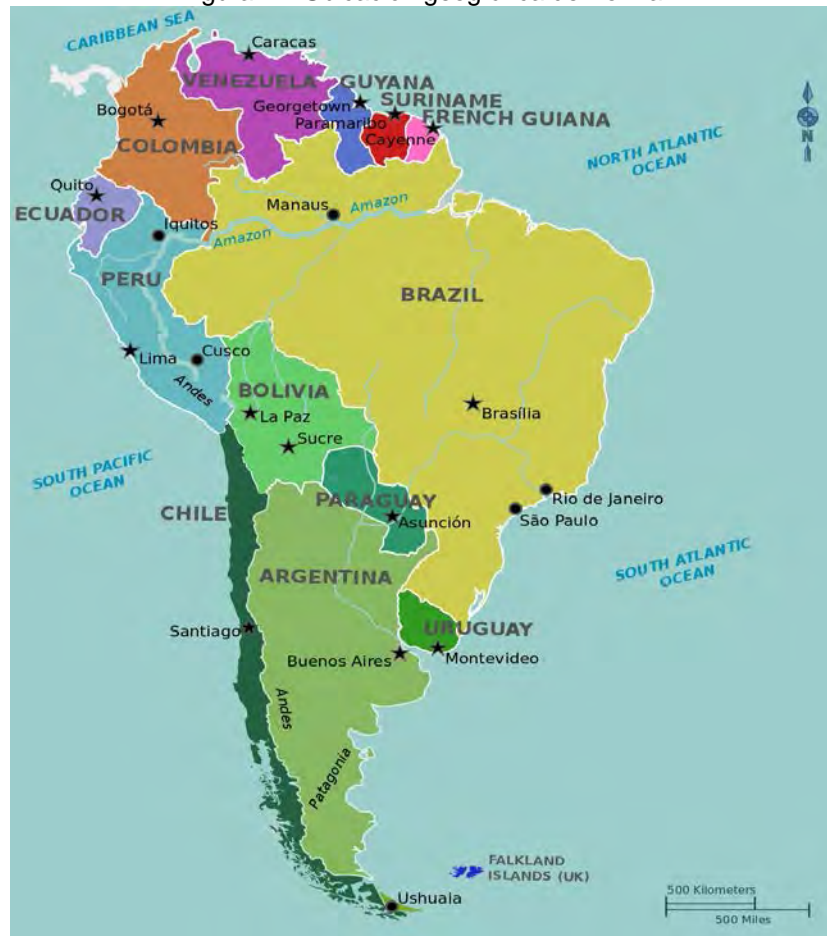 CARIBBEAN SEA
Caracas
VENEZUELA
GUYANA
Georgetown
SURINAME
Paramaribo
FRENCH GUIANA
Cayenne
Bogotá
COLOMBIA
NORTH ATLANTIC
OCEAN
N
Quito
ECUADOR
Iquitos
Manaus
Amazon
Amazon
PERU
BRAZIL
Lima
Cusco
Andes
BOLIVIA
La Paz
Sucre
Brasília
SOUTH PACIFIC
OCEAN
CHILE
PARAGUAY
Asunción
Rio de Janeiro
São Paulo
SOUTH ATLANTIC
OCEAN
ARGENTINA
Santiago
URUGUAY
Buenos Aires
Montevideo
Andes
Patagonia
FALKLAND
ISLANDS (UK)
Ushuaia
500 Kilometers
500 Miles